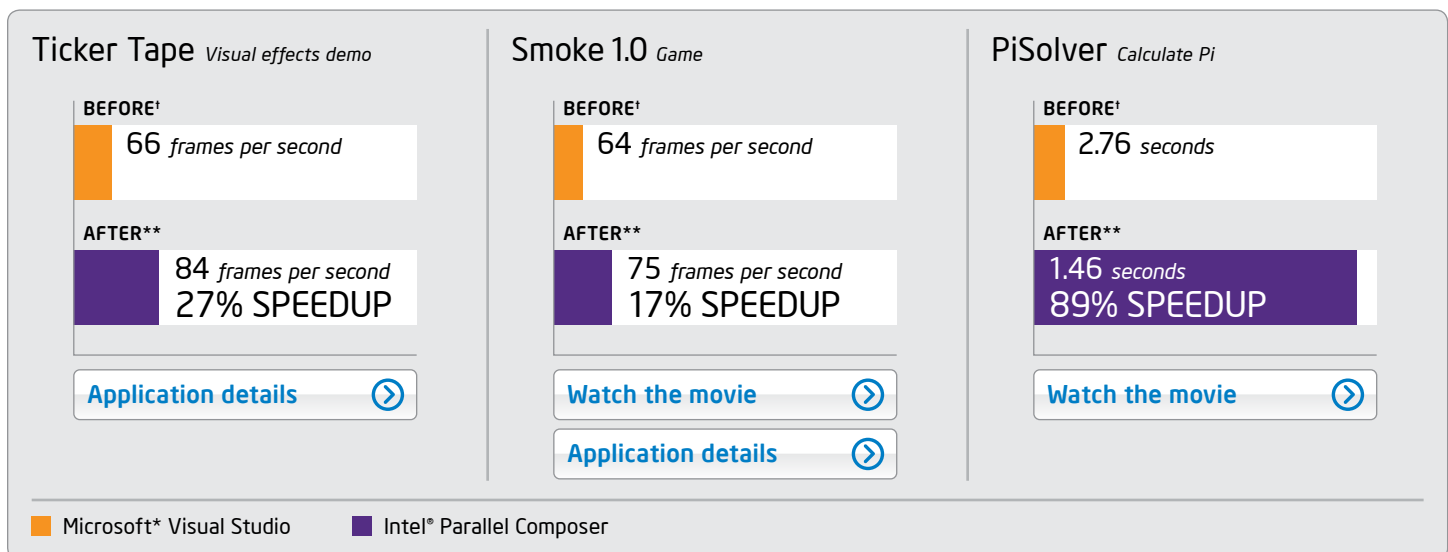 Ticker Tape Visual effects demo
BEFORE†
66 frames per second
AFTER**
84 frames per second
27% SPEEDUP
Application details
Smoke 1.0 Game
BEFORE†
64 frames per second
AFTER**
75 frames per second
17% SPEEDUP
Watch the movie
Application details
PiSolver Calculate Pi
BEFORE†
2.76 seconds
AFTER**
1.46 seconds
89% SPEEDUP
Watch the movie
Microsoft* Visual Studio
Intel® Parallel Composer